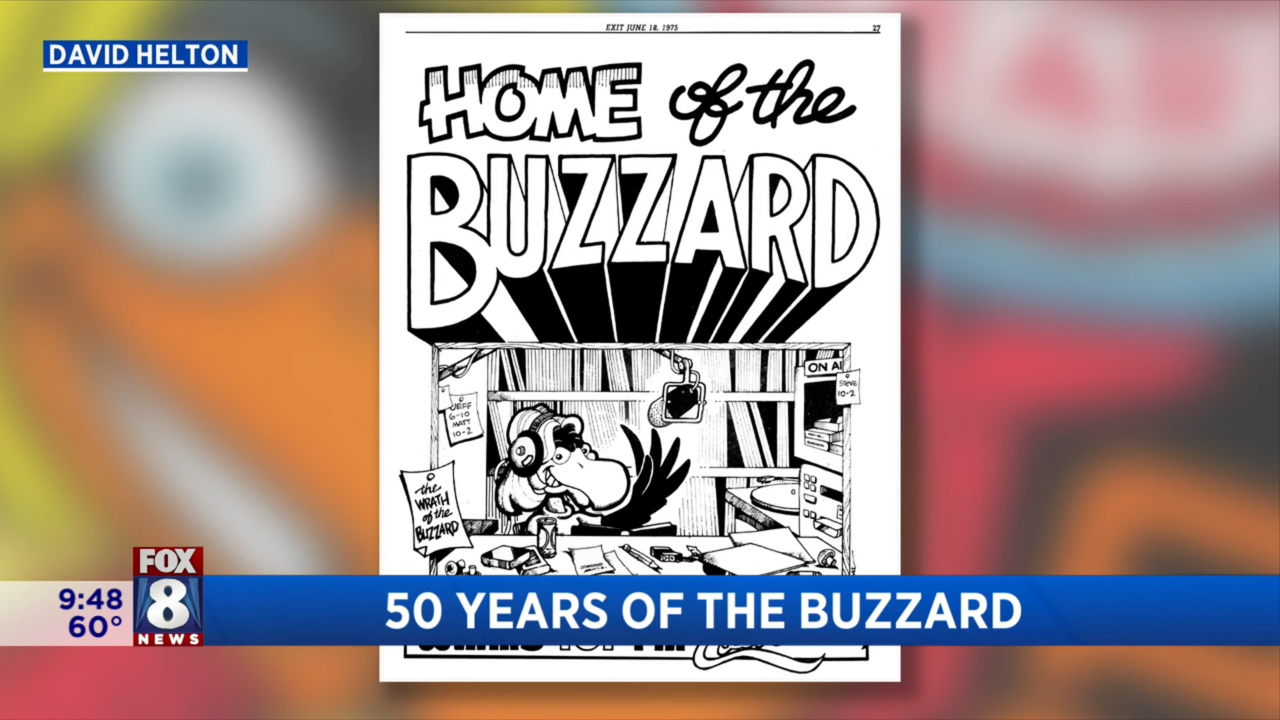 DAVID HELTON
EXIT JUNE 18, 1975
27
HOME of the
BUZZARD
ON AI
STEVE
10-2
JEFF
6-10
MATT
10-2
the
WRATH
of the
BUZZARD
9:48
60°
FOX
8
NEWS
50 YEARS OF THE BUZZARD